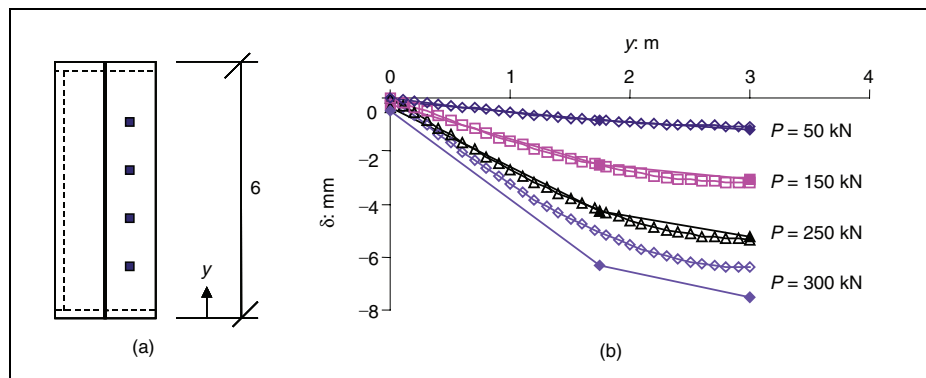 6
y
(a)
y: m
0 1 2 3 4
0
−2
−4
−6
−8
δ: mm
P = 50 kN
P = 150 kN
P = 250 kN
P = 300 kN
(b)